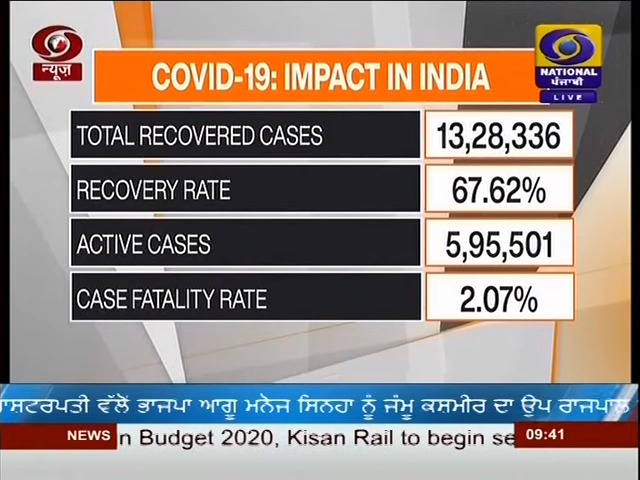 न्यूज़
COVID-19: IMPACT IN INDIA
NATIONAL
ਪੰਜਾਬੀ
LIVE
TOTAL RECOVERED CASES 13,28,336
RECOVERY RATE 67.62%
ACTIVE CASES 5,95,501
CASE FATALITY RATE 2.07%
ਵੱਲੋਂ ਭਾਜਪਾ ਆਗੂ ਮਨੋਜ ਸਿਨਹਾ ਨੂੰ ਜੰਮੂ ਕਸ਼ਮੀਰ ਦਾ ਉਪ ਰਾਜਪਾਲ
NEWS n Budget 2020, Kisan Rail to begin se 09:41